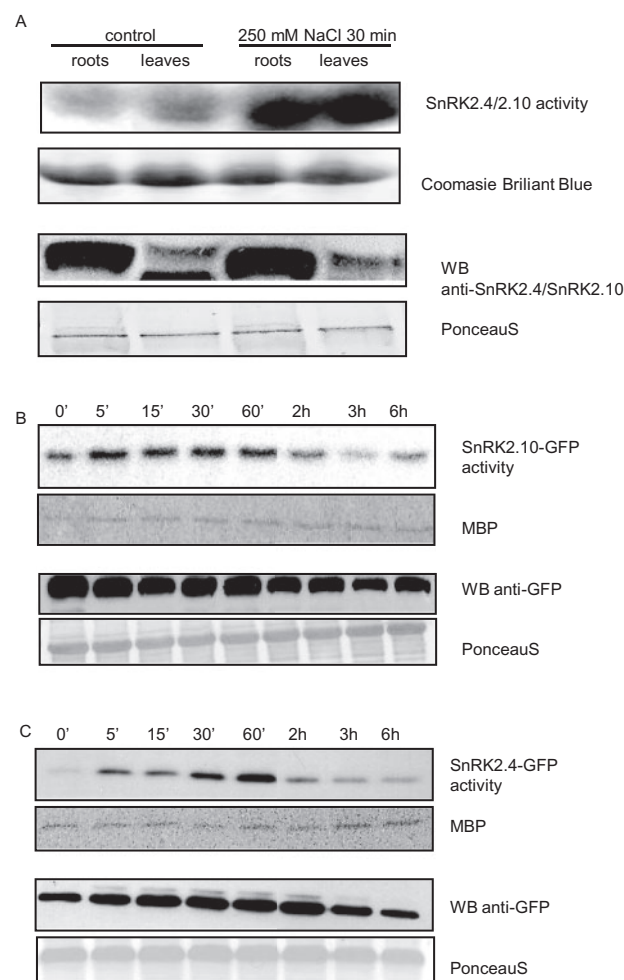 A
control 250 mM NaCl 30 min
roots leaves roots leaves
SnRK2.4/2.10 activity
Coomasie Briliant Blue
WB
anti-SnRK2.4/SnRK2.10
PonceauS
B
0' 5' 15' 30' 60' 2h 3h 6h
SnRK2.10-GFP
activity
MBP
WB anti-GFP
PonceauS
C
0' 5' 15' 30' 60' 2h 3h 6h
SnRK2.4-GFP
activity
MBP
WB anti-GFP
PonceauS